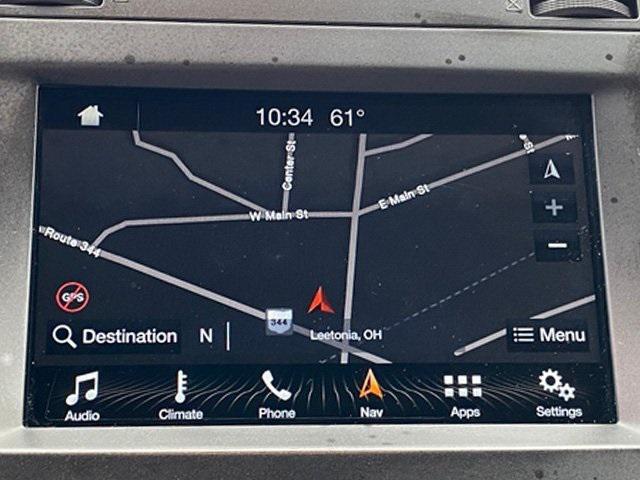 10:34 61°
Center St
St
E Main St
W Main St
Route 344
GPS
344
Destination N
Leetonia, OH
Menu
Audio Climate Phone Nav Apps Settings